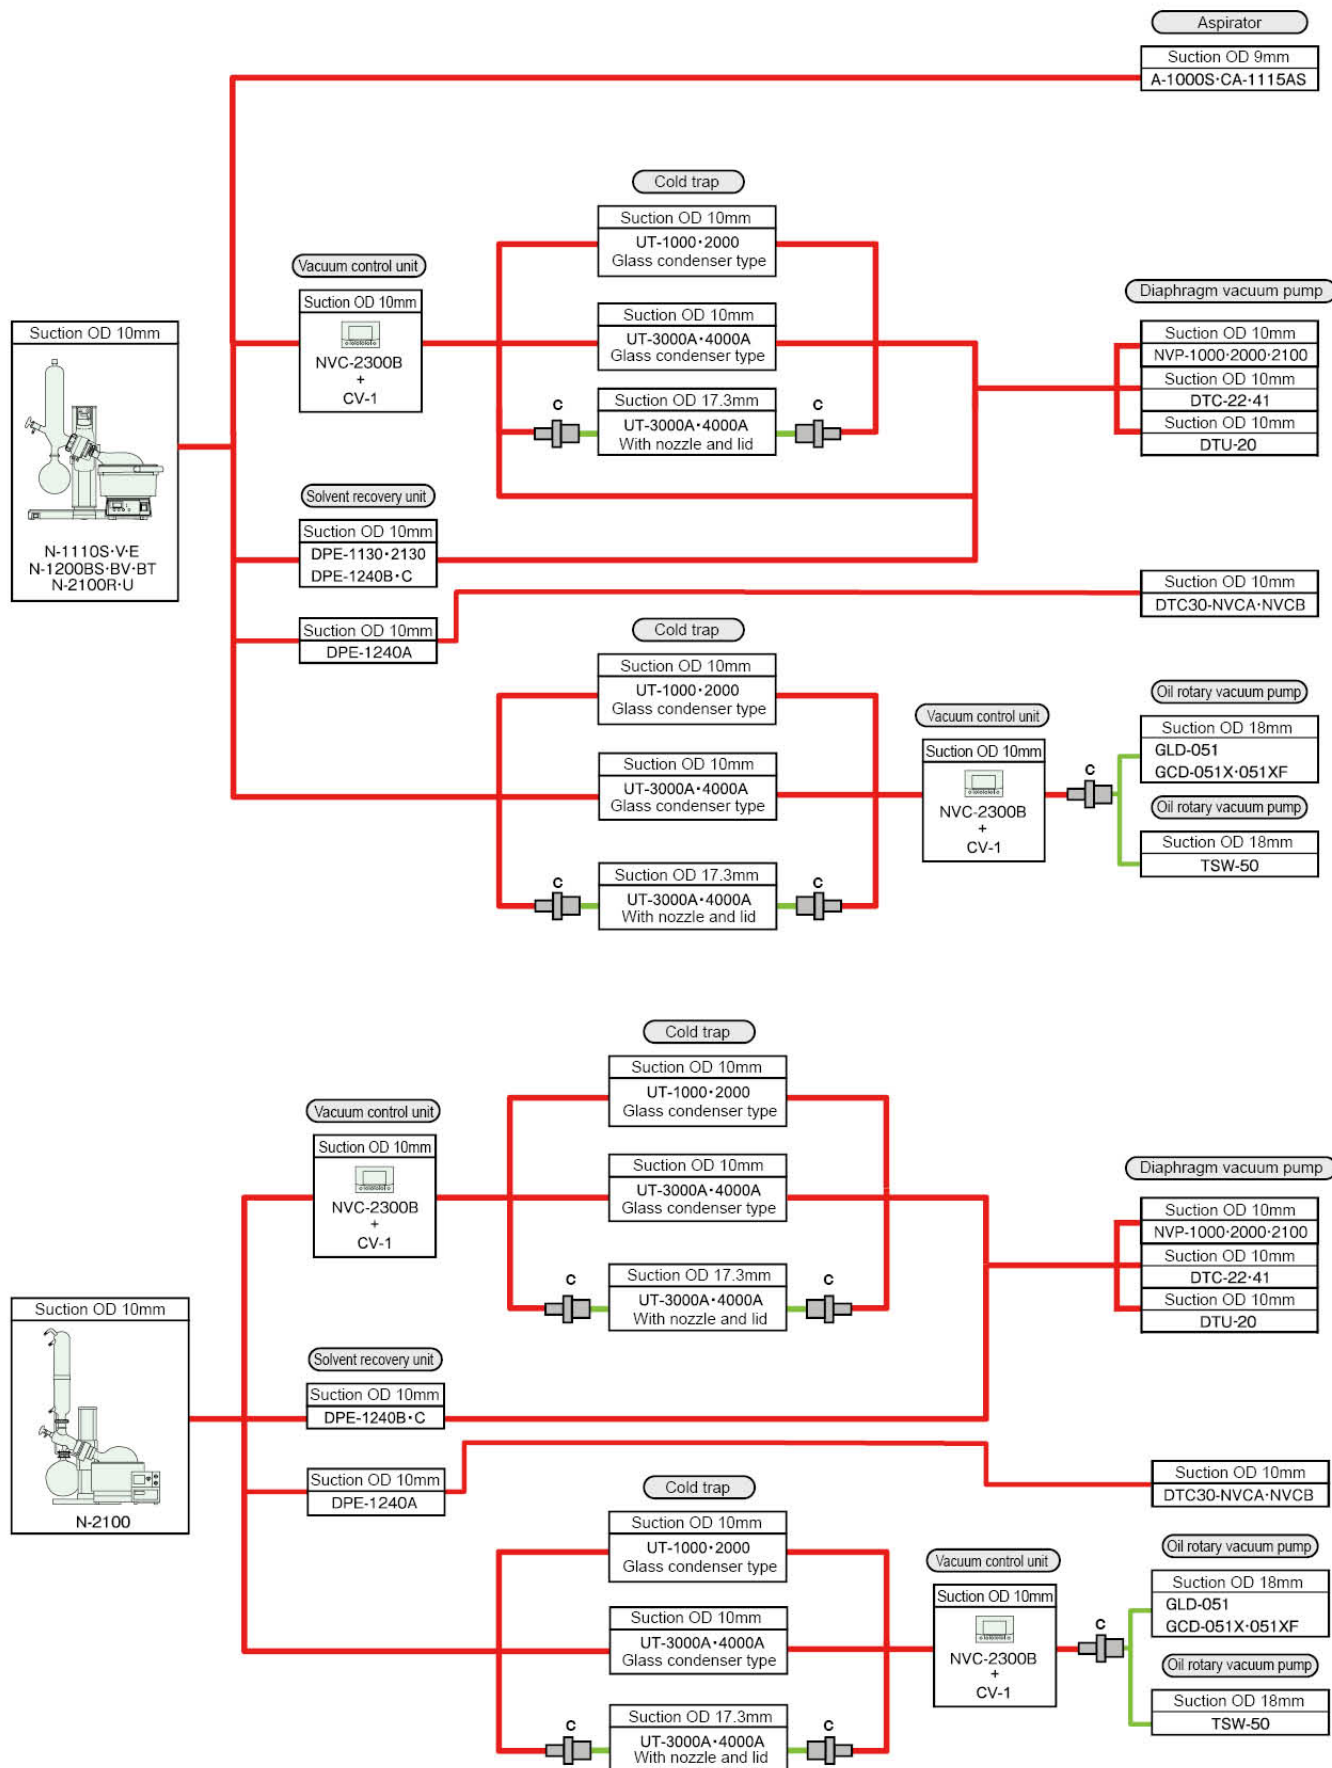 Aspirator
Suction OD 9mm
A-1000S·CA-1115AS
Cold trap
Suction OD 10mm
UT-1000·2000
Glass condenser type
Vacuum control unit
Suction OD 10mm
NVC-2300B
+
CV-1
Suction OD 10mm
UT-3000A·4000A
Glass condenser type
C
Suction OD 17.3mm
UT-3000A·4000A
With nozzle and lid
C
Diaphragm vacuum pump
Suction OD 10mm
NVP-1000·2000·2100
Suction OD 10mm
DTC-22·41
Suction OD 10mm
DTU-20
Suction OD 10mm
N-1110S·V·E
N-1200BS·BV·BT
N-2100R·U
Solvent recovery unit
Suction OD 10mm
DPE-1130·2130
DPE-1240B·C
Suction OD 10mm
DTC30-NVCA·NVCB
Suction OD 10mm
DPE-1240A
Cold trap
Suction OD 10mm
UT-1000·2000
Glass condenser type
Suction OD 10mm
UT-3000A·4000A
Glass condenser type
C
Suction OD 17.3mm
UT-3000A·4000A
With nozzle and lid
C
Vacuum control unit
Suction OD 10mm
NVC-2300B
+
CV-1
C
Oil rotary vacuum pump
Suction OD 18mm
GLD-051
GCD-051X·051XF
Oil rotary vacuum pump
Suction OD 18mm
TSW-50
Cold trap
Suction OD 10mm
UT-1000·2000
Glass condenser type
Vacuum control unit
Suction OD 10mm
NVC-2300B
+
CV-1
Suction OD 10mm
UT-3000A·4000A
Glass condenser type
C
Suction OD 17.3mm
UT-3000A·4000A
With nozzle and lid
C
Diaphragm vacuum pump
Suction OD 10mm
NVP-1000·2000·2100
Suction OD 10mm
DTC-22·41
Suction OD 10mm
DTU-20
Suction OD 10mm
N-2100
Solvent recovery unit
Suction OD 10mm
DPE-1240B·C
Suction OD 10mm
DPE-1240A
Suction OD 10mm
DTC30-NVCA·NVCB
Cold trap
Suction OD 10mm
UT-1000·2000
Glass condenser type
Suction OD 10mm
UT-3000A·4000A
Glass condenser type
C
Suction OD 17.3mm
UT-3000A·4000A
With nozzle and lid
C
Vacuum control unit
Suction OD 10mm
NVC-2300B
+
CV-1
C
Oil rotary vacuum pump
Suction OD 18mm
GLD-051
GCD-051X·051XF
Oil rotary vacuum pump
Suction OD 18mm
TSW-50